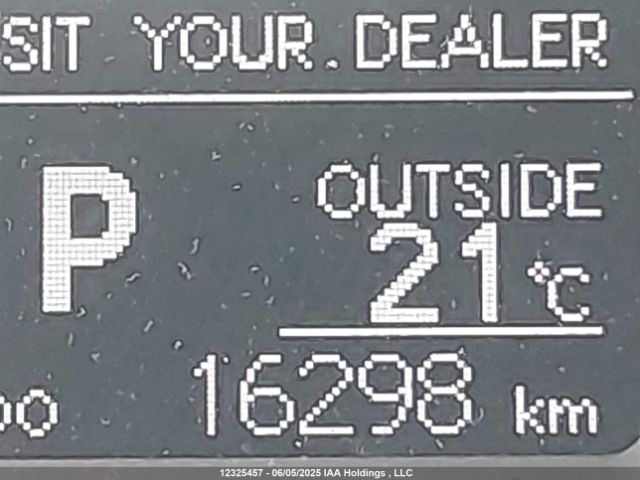 SIT YOUR DEALER
P
OUTSIDE
21 °C
16298 km
12325457 - 06/05/2025 IAA Holdings , LLC